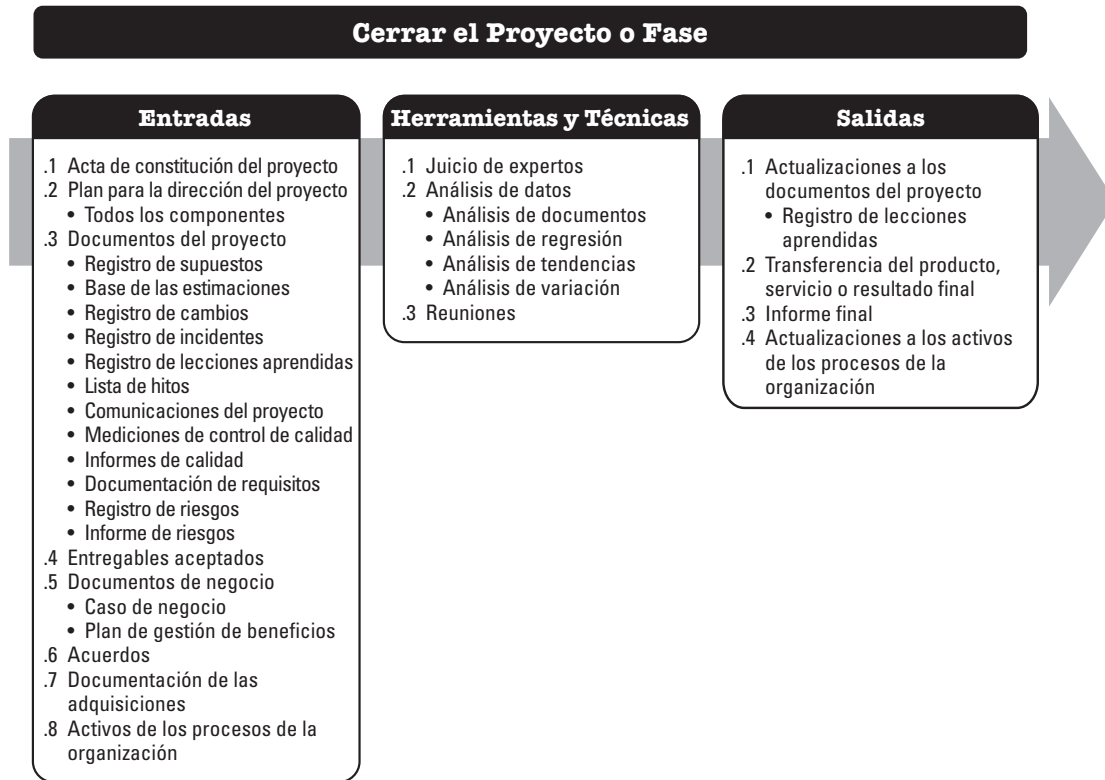 Cerrar el Proyecto o Fase
Entradas
.1 Acta de constitución del proyecto
.2 Plan para la dirección del proyecto
• Todos los componentes
.3 Documentos del proyecto
• Registro de supuestos
• Base de las estimaciones
• Registro de cambios
• Registro de incidentes
• Registro de lecciones aprendidas
• Lista de hitos
• Comunicaciones del proyecto
• Mediciones de control de calidad
• Informes de calidad
• Documentación de requisitos
• Registro de riesgos
• Informe de riesgos
.4 Entregables aceptados
.5 Documentos de negocio
• Caso de negocio
• Plan de gestión de beneficios
.6 Acuerdos
.7 Documentación de las
adquisiciones
.8 Activos de los procesos de la
organización
Herramientas y Técnicas
.1 Juicio de expertos
.2 Análisis de datos
• Análisis de documentos
• Análisis de regresión
• Análisis de tendencias
• Análisis de variación
.3 Reuniones
Salidas
.1 Actualizaciones a los
documentos del proyecto
• Registro de lecciones
aprendidas
.2 Transferencia del producto,
servicio o resultado final
.3 Informe final
.4 Actualizaciones a los activos
de los procesos de la
organización